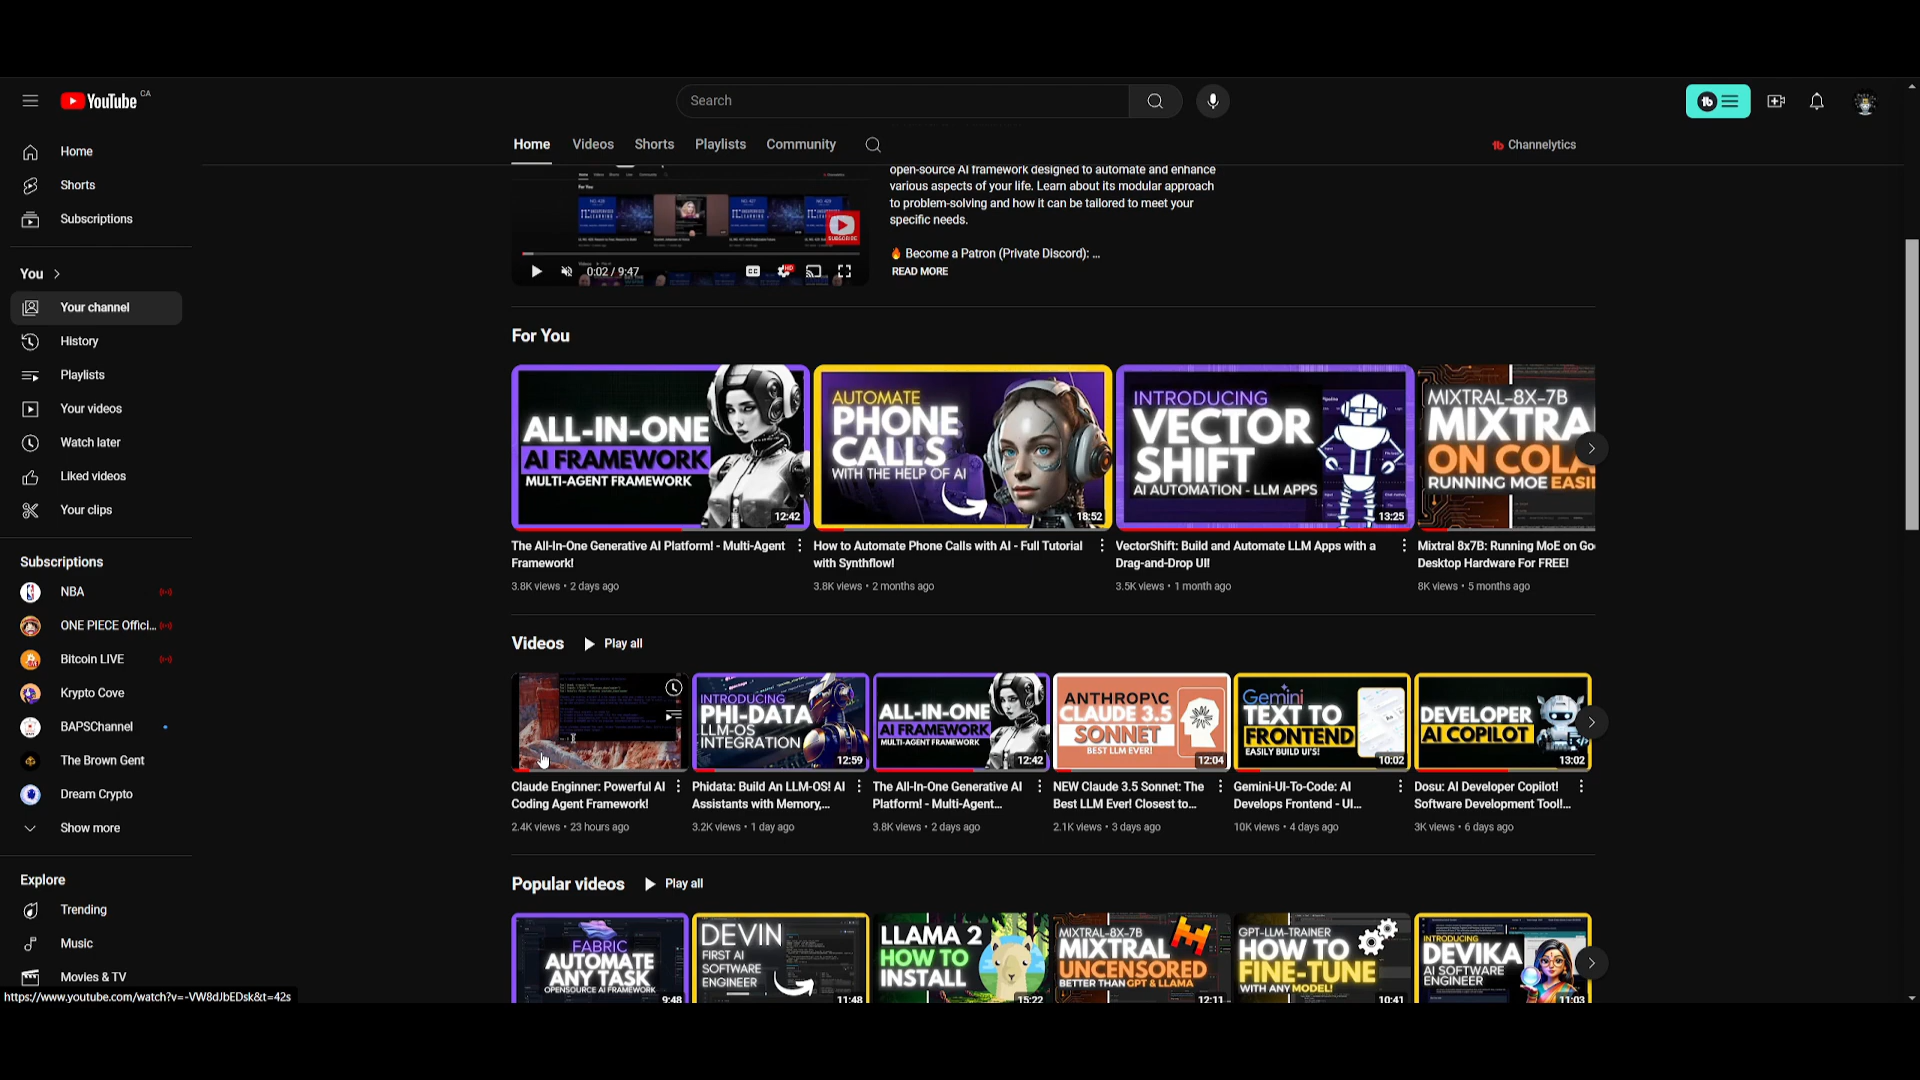 YouTube CA
Search
Home
Shorts
Subscriptions
You
Your channel
History
Playlists
Your videos
Watch later
Liked videos
Your clips
Subscriptions
NBA
ONE PIECE Offici...
Bitcoin LIVE
Krypto Cove
BAPSChannel
The Brown Gent
Dream Crypto
Show more
Explore
Trending
Music
Movies & TV
https://www.youtube.com/watch?v=-VW8dJbEDsk&t=42s
Home Videos Shorts Playlists Community
Channelytics
SUBSCRIBE
0:02 / 9:47
open-source AI framework designed to automate and enhance
various aspects of your life. Learn about its modular approach
to problem-solving and how it can be tailored to meet your
specific needs.
🔥 Become a Patron (Private Discord): ...
READ MORE
For You
ALL-IN-ONE
AI FRAMEWORK
MULTI-AGENT FRAMEWORK
12:42
The All-In-One Generative AI Platform! - Multi-Agent
Framework!
3.8K views • 2 days ago
AUTOMATE
PHONE
CALLS
WITH THE HELP OF AI
18:52
How to Automate Phone Calls with AI - Full Tutorial
with Synthflow!
3.8K views • 2 months ago
INTRODUCING
VECTOR
SHIFT
AI AUTOMATION - LLM APPS
13:25
VectorShift: Build and Automate LLM Apps with a
Drag-and-Drop UI!
3.5K views • 1 month ago
MIXTRAL-8X-7B
MIXTRA
ON COLA
RUNNING MOE EASIL
Mixtral 8x7B: Running MoE on Go
Desktop Hardware For FREE!
8K views • 5 months ago
Videos Play all
Claude Enginner: Powerful AI
Coding Agent Framework!
2.4K views • 23 hours ago
INTRODUCING
PHI-DATA
LLM-OS
INTEGRATION
12:59
Phidata: Build An LLM-OS! AI
Assistants with Memory,...
3.2K views • 1 day ago
ALL-IN-ONE
AI FRAMEWORK
MULTI-AGENT FRAMEWORK
12:42
The All-In-One Generative AI
Platform! - Multi-Agent...
3.8K views • 2 days ago
ANTHROP\C
CLAUDE 3.5
SONNET
BEST LLM EVER!
12:04
NEW Claude 3.5 Sonnet: The
Best LLM Ever! Closest to...
2.1K views • 3 days ago
Gemini
TEXT TO
FRONTEND
EASILY BUILD UI'S!
10:02
Gemini-UI-To-Code: AI
Develops Frontend - UI...
10K views • 4 days ago
DEVELOPER
AI COPILOT
13:02
Dosu: AI Developer Copilot!
Software Development Tool!...
3K views • 6 days ago
Popular videos Play all
FABRIC
AUTOMATE
ANY TASK
OPENSOURCE AI FRAMEWORK
9:48
DEVIN
FIRST AI
SOFTWARE
ENGINEER
11:48
LLAMA 2
HOW TO
INSTALL
15:22
MIXTRAL-8X-7B
MIXTRAL
UNCENSORED
BETTER THAN GPT & LLAMA
12:11
GPT-LLM-TRAINER
HOW TO
FINE-TUNE
WITH ANY MODEL!
10:41
INTRODUCING
DEVIKA
AI SOFTWARE
ENGINEER
11:03